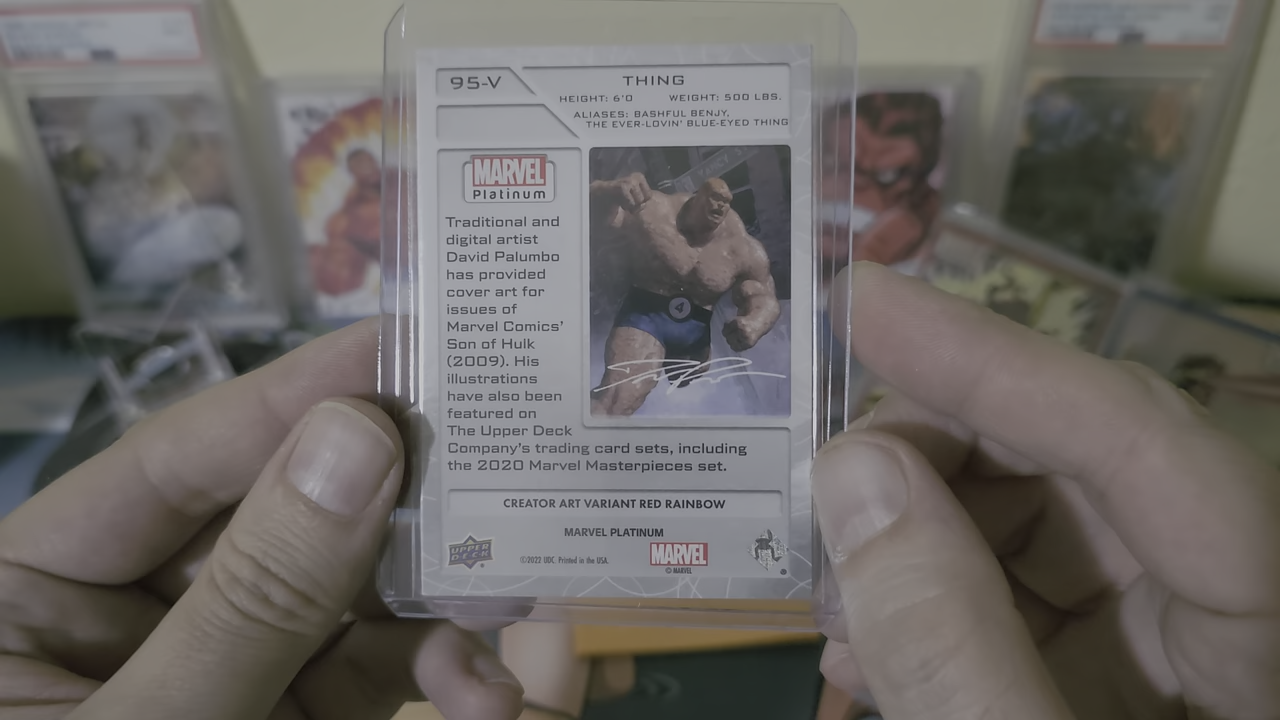 95-V
THING
HEIGHT: 6'0 WEIGHT: 500 LBS.
ALIASES: BASHFUL BENJY,
THE EVER-LOVIN' BLUE-EYED THING
MARVEL
Platinum
Traditional and
digital artist
David Palumbo
has provided
cover art for
issues of
Marvel Comics'
Son of Hulk
(2009). His
illustrations
have also been
featured on
The Upper Deck
Company's trading card sets, including
the 2020 Marvel Masterpieces set.
4
CREATOR ART VARIANT RED RAINBOW
MARVEL PLATINUM
UPPER
DECK
©2022 UDC. Printed in the USA.
MARVEL
© MARVEL